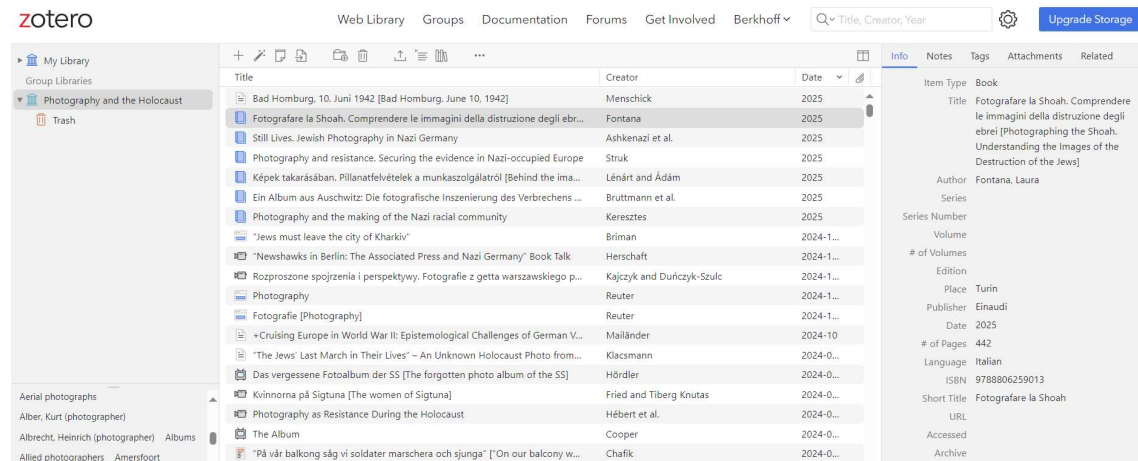 zotero
Web Library Groups Documentation Forums Get Involved Berkhoff
Title, Creator, Year
Upgrade Storage
My Library
Group Libraries
Photography and the Holocaust
Trash
Aerial photographs
Alber, Kurt (photographer)
Albrecht, Heinrich (photographer) Albums
Allied photographers Amersfoort
Title Creator Date
Bad Homburg, 10. Juni 1942 [Bad Homburg. June 10, 1942] Menschick 2025
Fotografare la Shoah. Comprendere le immagini della distruzione degli ebr... Fontana 2025
Still Lives. Jewish Photography in Nazi Germany Ashkenazi et al. 2025
Photography and resistance. Securing the evidence in Nazi-occupied Europe Struk 2025
Képek takarásában. Pillanatfelvételek a munkaszolgálatról [Behind the ima... Lénárt and Ádám 2025
Ein Album aus Auschwitz: Die fotografische Inszenierung des Verbrechens ... Bruttmann et al. 2025
Photography and the making of the Nazi racial community Keresztes 2025
"Jews must leave the city of Kharkiv" Briman 2024-1...
"Newshawks in Berlin: The Associated Press and Nazi Germany" Book Talk Herschaft 2024-1...
Rozproszone spojrzenia i perspektywy. Fotografie z getta warszawskiego p... Kajczyk and Duńczyk-Szulc 2024-1...
Photography Reuter 2024-1...
Fotografie [Photography] Reuter 2024-1...
+Cruising Europe in World War II: Epistemological Challenges of German V... Mailänder 2024-10
"The Jews' Last March in Their Lives" – An Unknown Holocaust Photo from... Klacsmann 2024-0...
Das vergessene Fotoalbum der SS [The forgotten photo album of the SS] Hördler 2024-0...
Kvinnorna på Sigtuna [The women of Sigtuna] Fried and Tiberg Knutas 2024-0...
Photography as Resistance During the Holocaust Hébert et al. 2024-0...
The Album Cooper 2024-0...
"På vår balkong såg vi soldater marschera och sjunga" ["On our balcony w... Chafik 2024-0...
Info Notes Tags Attachments Related
Item Type Book
Title Fotografare la Shoah. Comprendere
le immagini della distruzione degli
ebrei [Photographing the Shoah.
Understanding the Images of the
Destruction of the Jews]
Author Fontana, Laura
Series
Series Number
Volume
# of Volumes
Edition
Place Turin
Publisher Einaudi
Date 2025
# of Pages 442
Language Italian
ISBN 9788806259013
Short Title Fotografare la Shoah
URL
Accessed
Archive